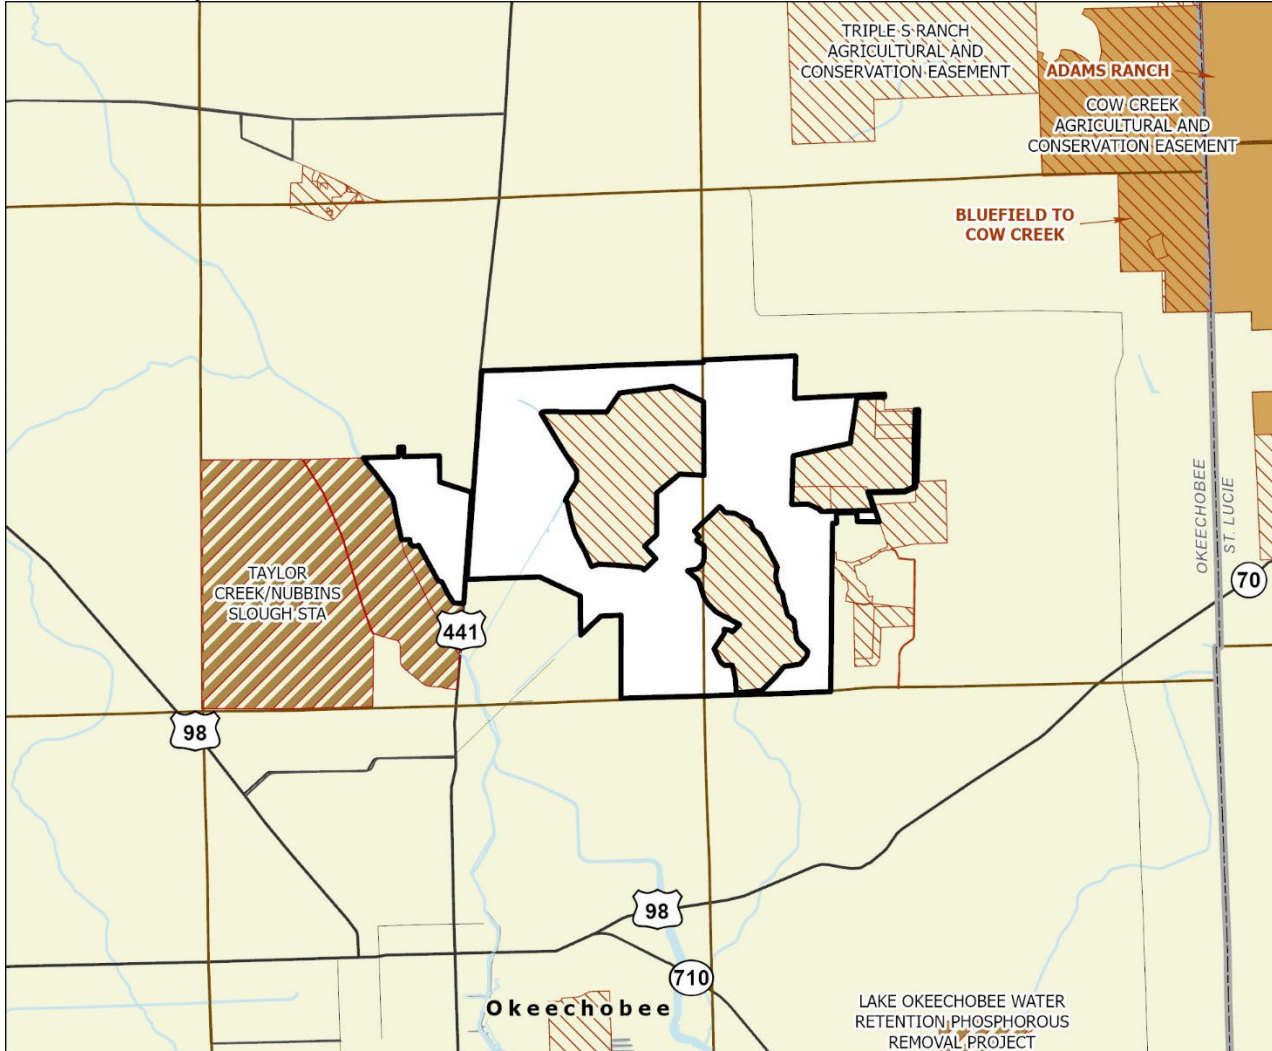 TRIPLE S RANCH
AGRICULTURAL AND
CONSERVATION EASEMENT
ADAMS RANCH
COW CREEK
AGRICULTURAL AND
CONSERVATION EASEMENT
BLUEFIELD TO
COW CREEK
OKEECHOBEE
ST. LUCIE
70
TAYLOR
CREEK/NUBBINS
SLOUGH STA
441
98
98
710
Okeechobee
LAKE OKEECHOBEE WATER
RETENTION PHOSPHOROUS
REMOVAL PROJECT